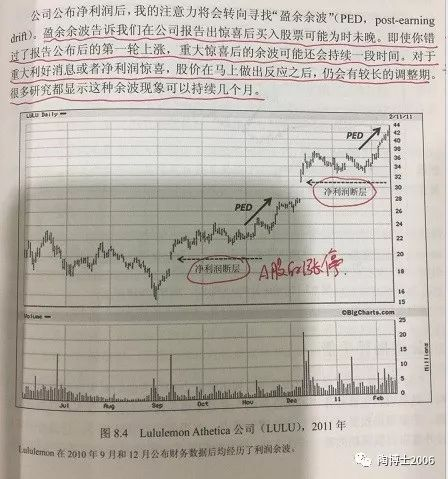 公司公布净利润后，我的注意力将会转向寻找“盈余余波”(PED，post-earning
drift)。盈余余波告诉我们在公司报告出惊喜后买入股票可能为时未晚。即使你错
过了报告公布后的第一轮上涨，重大惊喜后的余波可能还会持续一段时间。对于
重大利好消息或者净利润惊喜，股价在马上做出反应之后，仍会有较长的调整期。
很多研究都显示这种余波现象可以持续几个月。
LULU Daily
2/11/11
PED
净利润断层
PED
净利润断层
A股的涨停
44
42
40
38
36
34
32
30
28
26
24
22
20
18
16
15
©BigCharts.com
Volume
25
20
15
10
5
0
Millions
Jul
Aug
Sep
Oct
Nov
Dec
11
Feb
图 8.4 Lululemon Athetica 公司（LULU），2011 年
Lululemon 在 2010 年 9 月和 12 月公布财务数据后均经历了利润余波。
陶博士2006